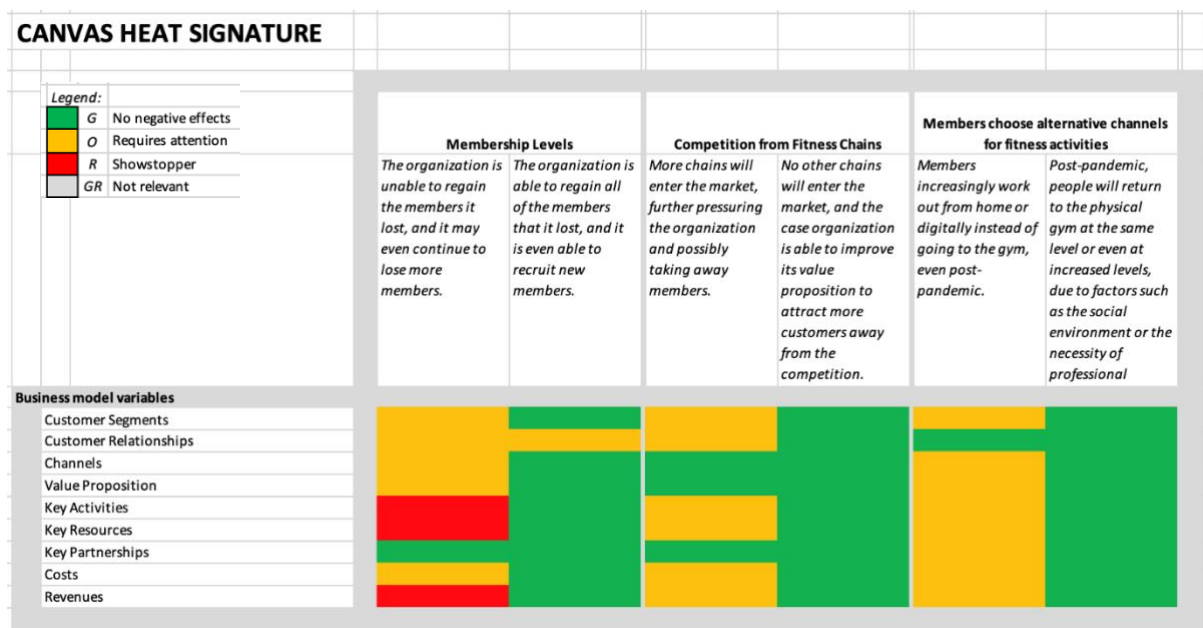 CANVAS HEAT SIGNATURE
Legend:
G No negative effects
O Requires attention
R Showstopper
GR Not relevant
Membership Levels
The organization is
unable to regain
the members it
lost, and it may
even continue to
lose more
members.
The organization is
able to regain all
of the members
that it lost, and it
is even able to
recruit new
members.
Competition from Fitness Chains
More chains will
enter the market,
further pressuring
the organization
and possibly
taking away
members.
No other chains
will enter the
market, and the
case organization
is able to improve
its value
proposition to
attract more
customers away
from the
competition.
Members choose alternative channels
for fitness activities
Members
increasingly work
out from home or
digitally instead of
going to the gym,
even post-
pandemic.
Post-pandemic,
people will return
to the physical
gym at the same
level or even at
increased levels,
due to factors such
as the social
environment or the
necessity of
professional
Business model variables
Customer Segments
Customer Relationships
Channels
Value Proposition
Key Activities
Key Resources
Key Partnerships
Costs
Revenues